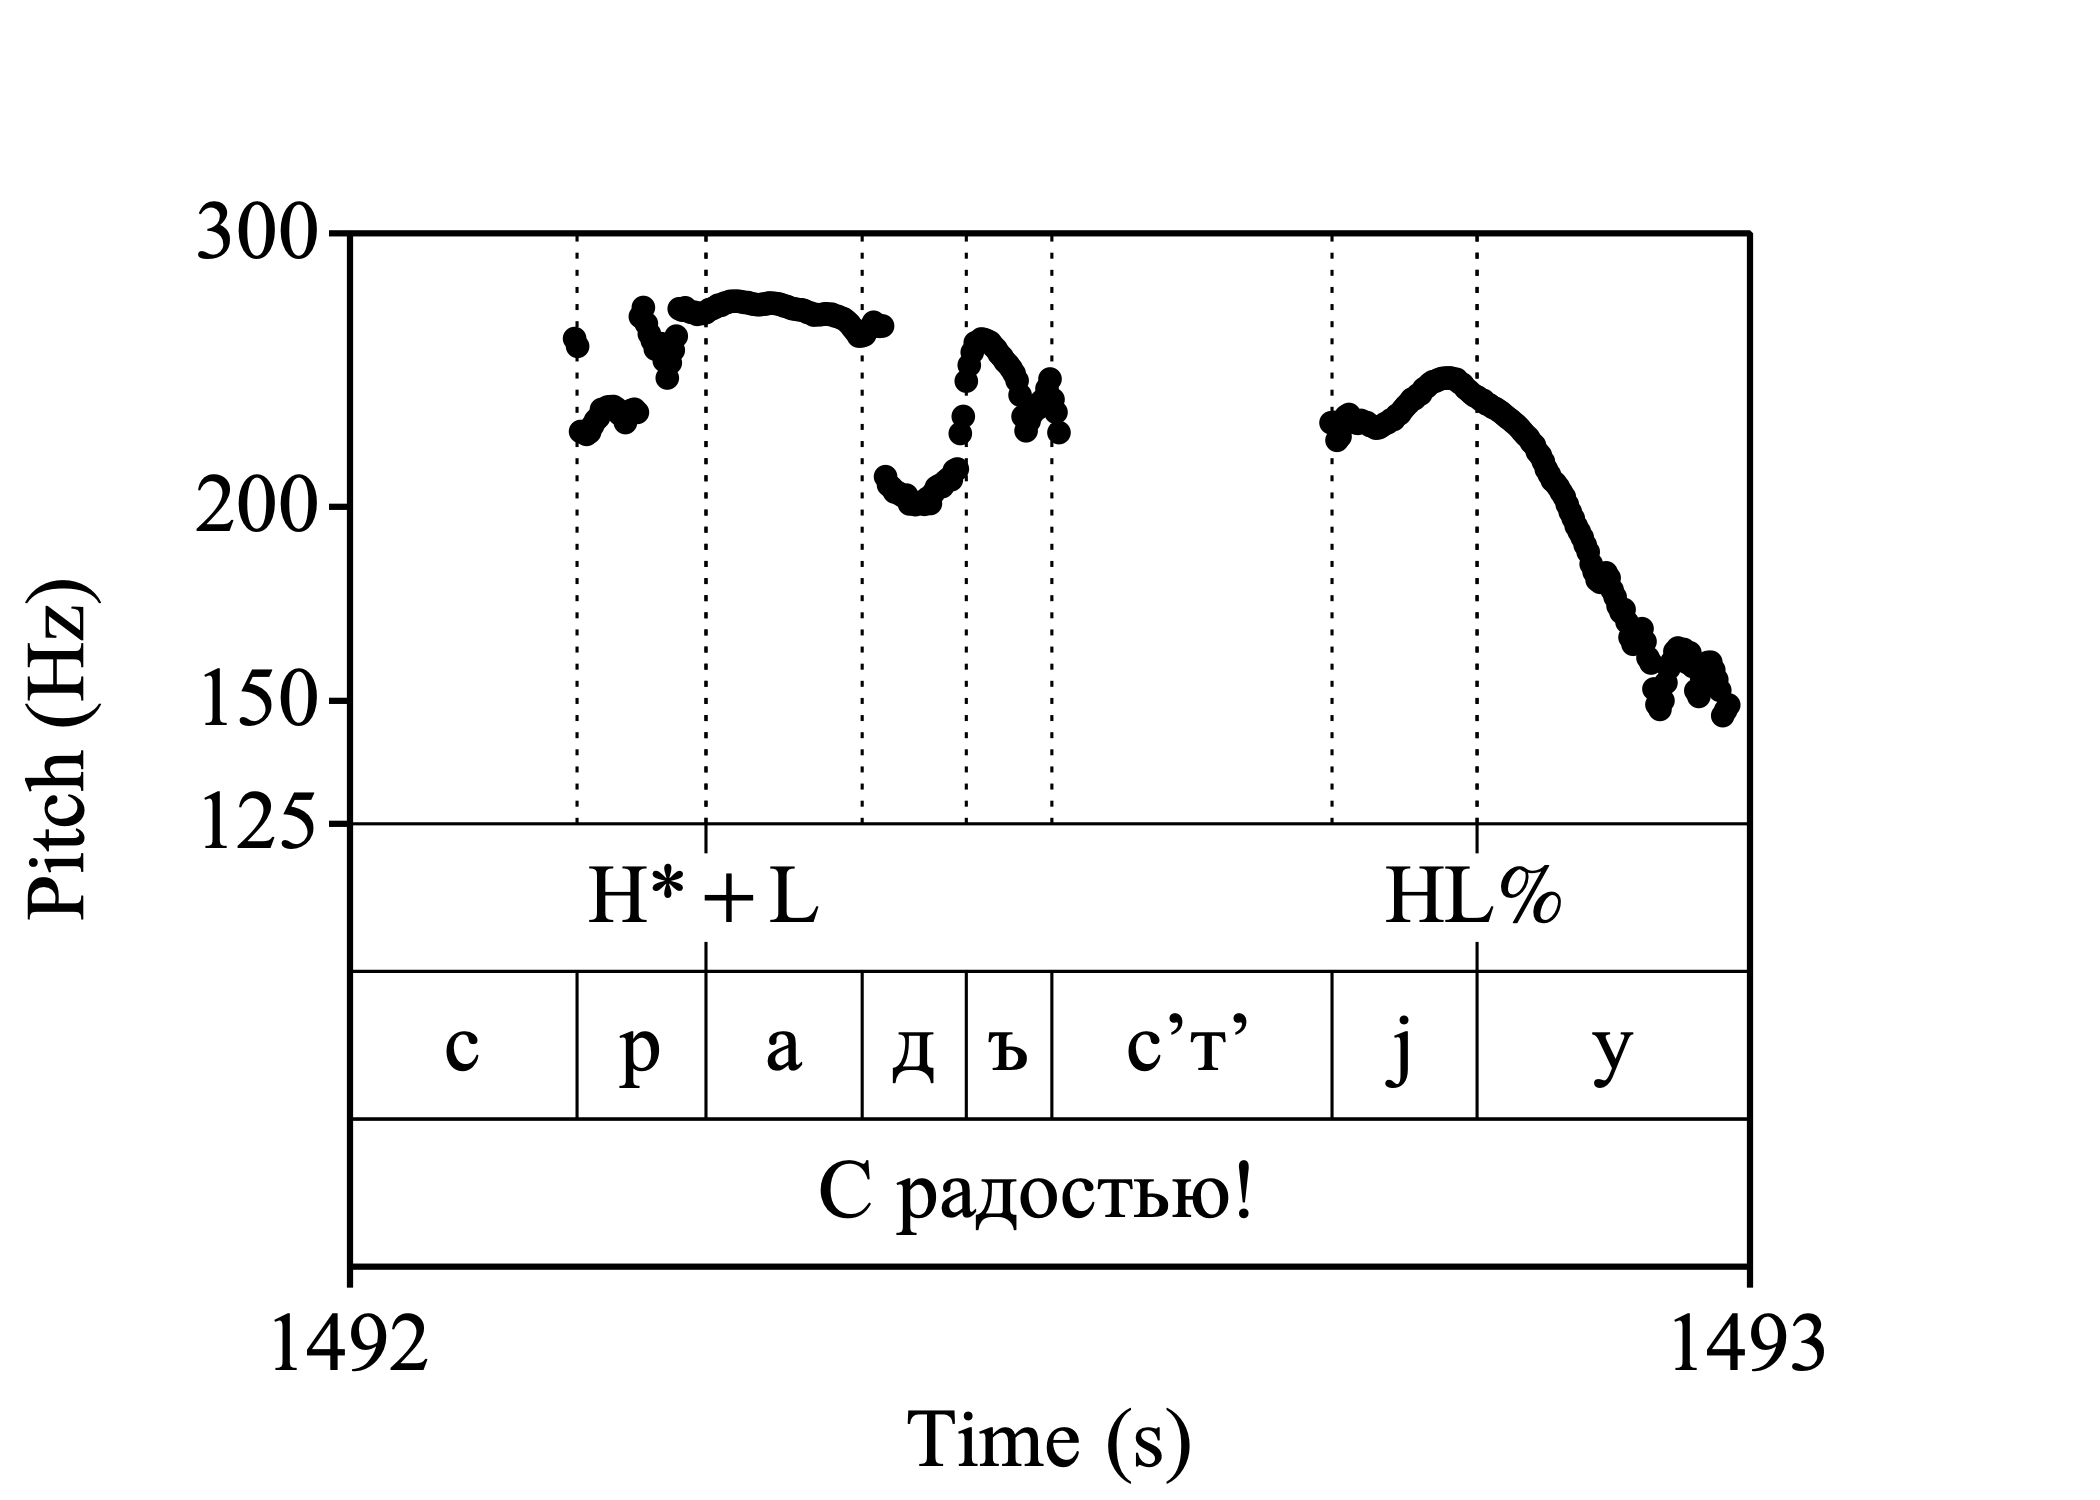 Pitch (Hz)
300
200
150
125
H*+L HL%
с р а д ъ с’т’ j у
С радостью!
1492 1493
Time (s)